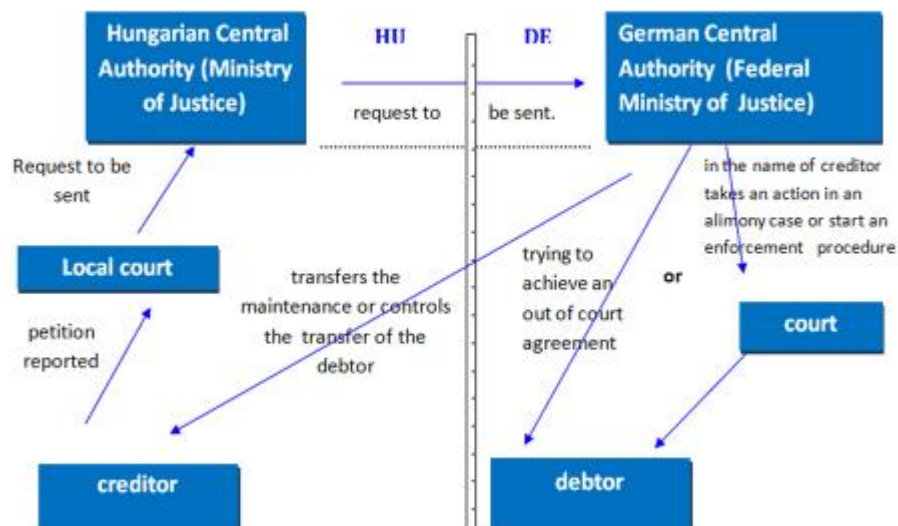 Hungarian Central
Authority (Ministry
of Justice)
HU
DE
German Central
Authority (Federal
Ministry of Justice)
request to
be sent.
Request to be
sent
in the name of creditor
takes an action in an
alimony case or start an
enforcement procedure
Local court
transfers the
maintenance or controls
the transfer of the
debtor
trying to
achieve an
out of court
agreement
or
court
petition
reported
creditor
debtor